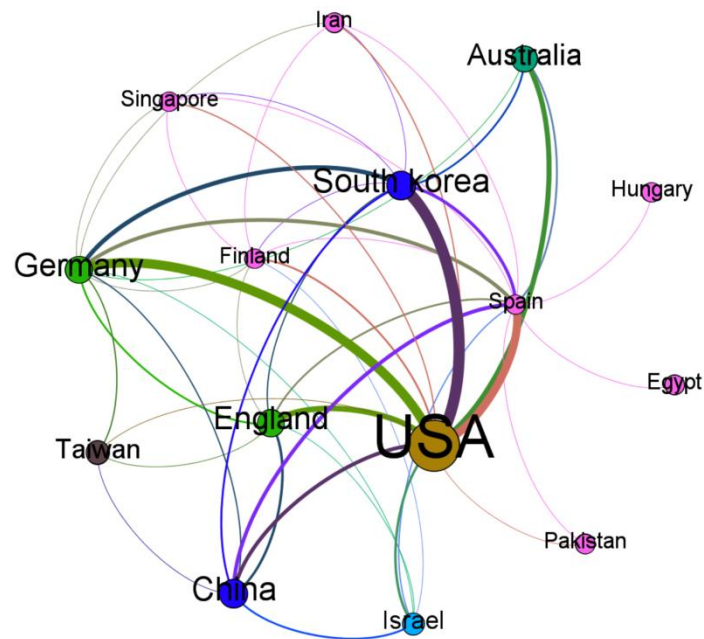 Iran
Australia
Singapore
South korea
Hungary
Germany
Finland
Spain
Egypt
England
USA
Taiwan
Pakistan
China
Israel